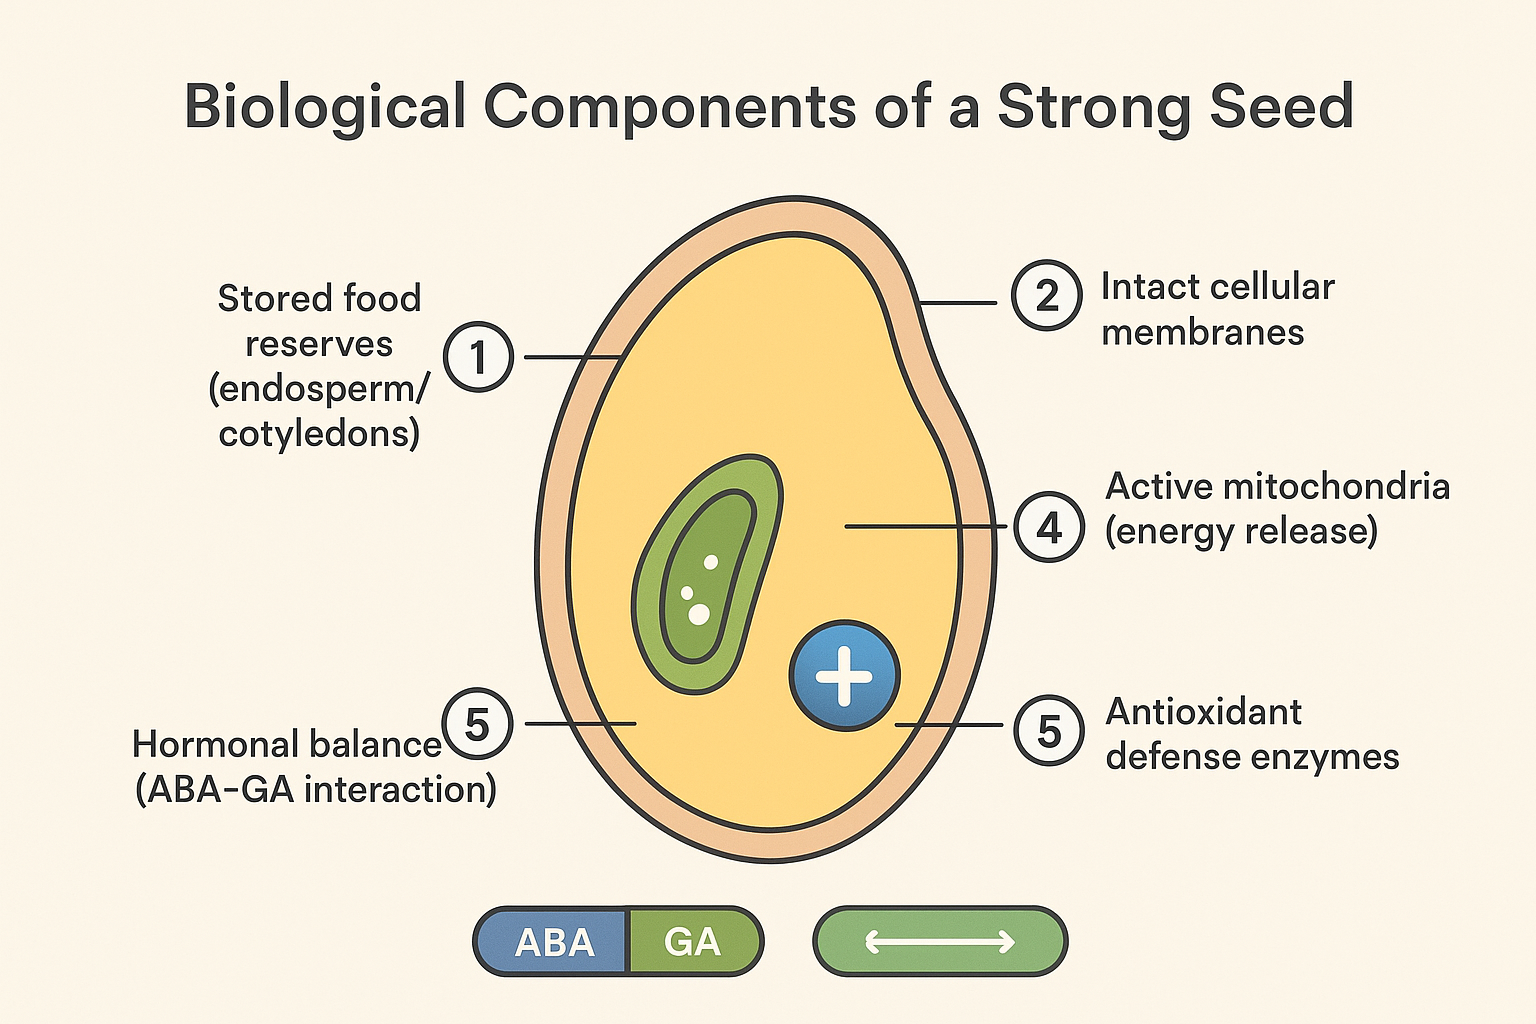 Biological Components of a Strong Seed
Stored food
reserves
(endosperm/
cotyledons)
1
2
Intact cellular
membranes
4
Active mitochondria
(energy release)
5
Hormonal balance
(ABA-GA interaction)
5
Antioxidant
defense enzymes
ABA
GA